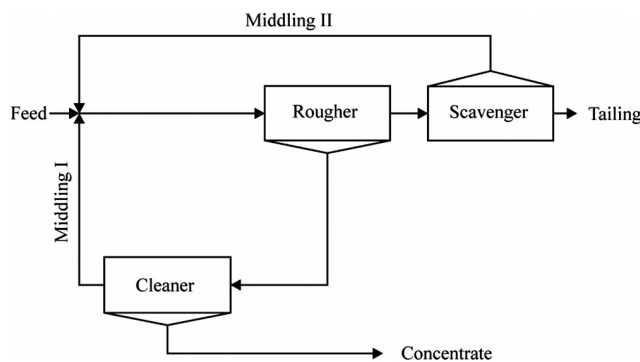 Middling II
Feed
Rougher
Scavenger
Tailing
Middling I
Cleaner
Concentrate